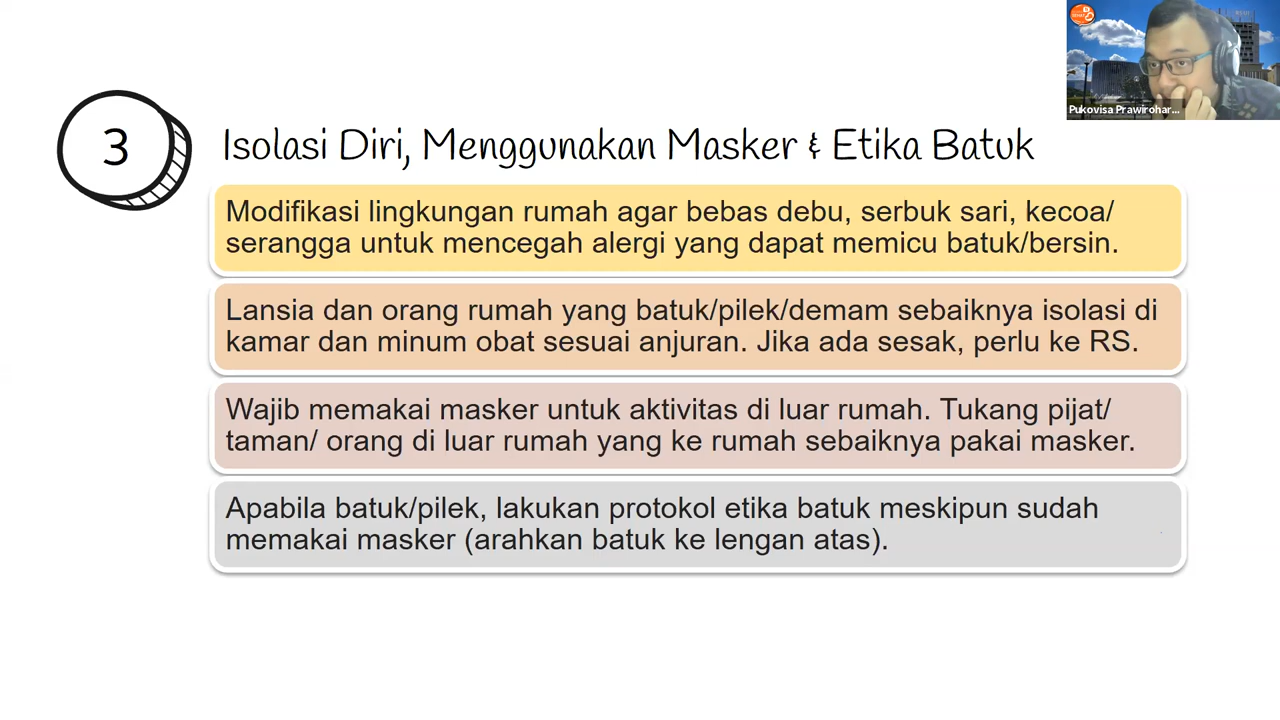 Pukovisa Prawirohar...
3
Isolasi Diri, Menggunakan Masker & Etika Batuk
Modifikasi lingkungan rumah agar bebas debu, serbuk sari, kecoa/
serangga untuk mencegah alergi yang dapat memicu batuk/bersin.
Lansia dan orang rumah yang batuk/pilek/demam sebaiknya isolasi di
kamar dan minum obat sesuai anjuran. Jika ada sesak, perlu ke RS.
Wajib memakai masker untuk aktivitas di luar rumah. Tukang pijat/
taman/ orang di luar rumah yang ke rumah sebaiknya pakai masker.
Apabila batuk/pilek, lakukan protokol etika batuk meskipun sudah
memakai masker (arahkan batuk ke lengan atas).